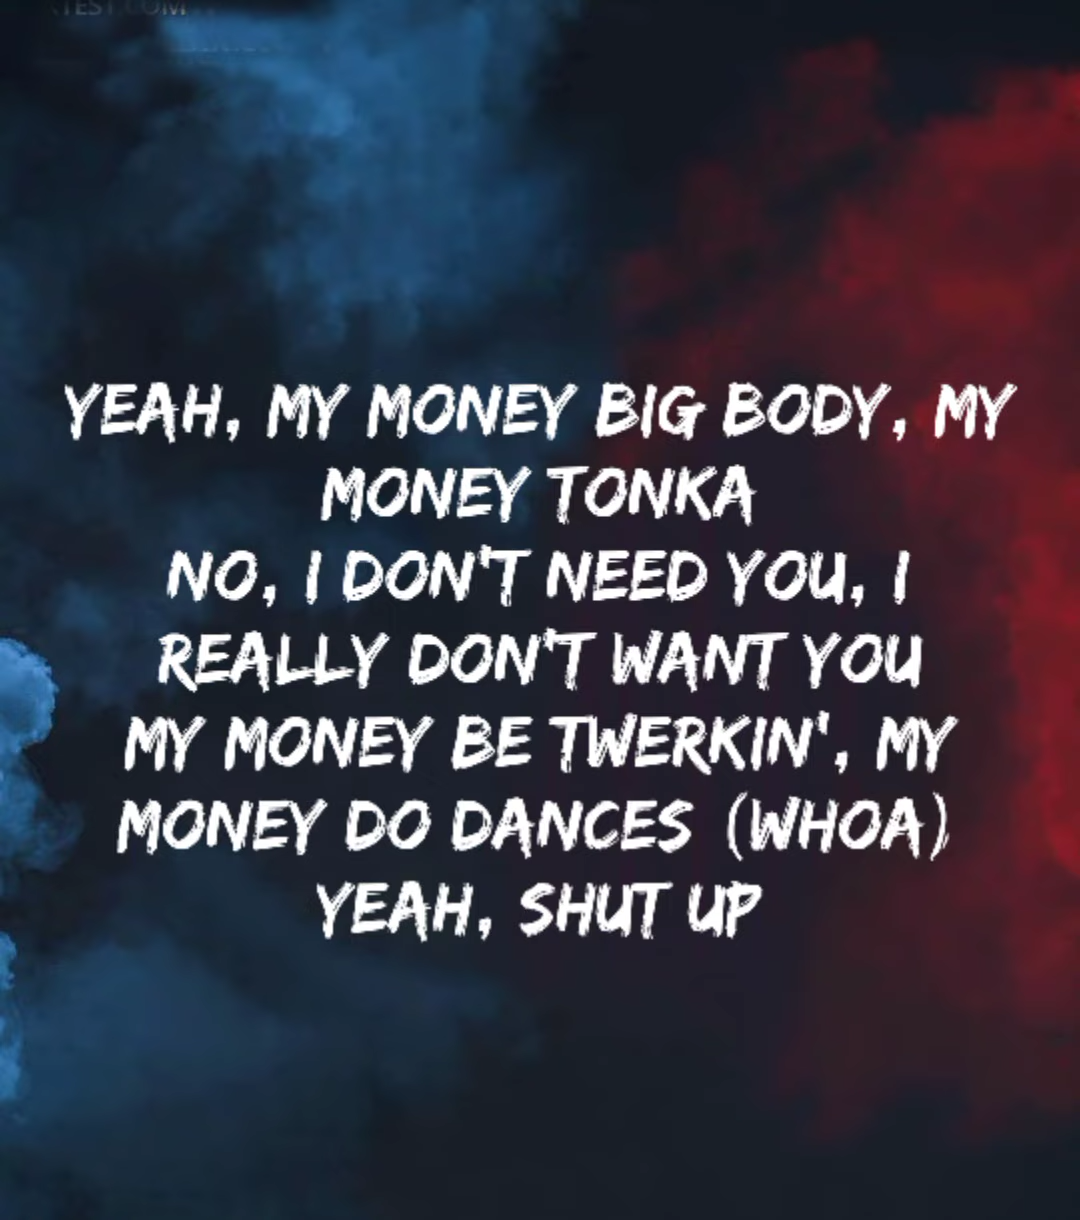 YEAH, MY MONEY BIG BODY, MY
MONEY TONKA
NO, I DON'T NEED YOU, I
REALLY DON'T WANT YOU
MY MONEY BE TWERKIN', MY
MONEY DO DANCES (WHOA)
YEAH, SHUT UP